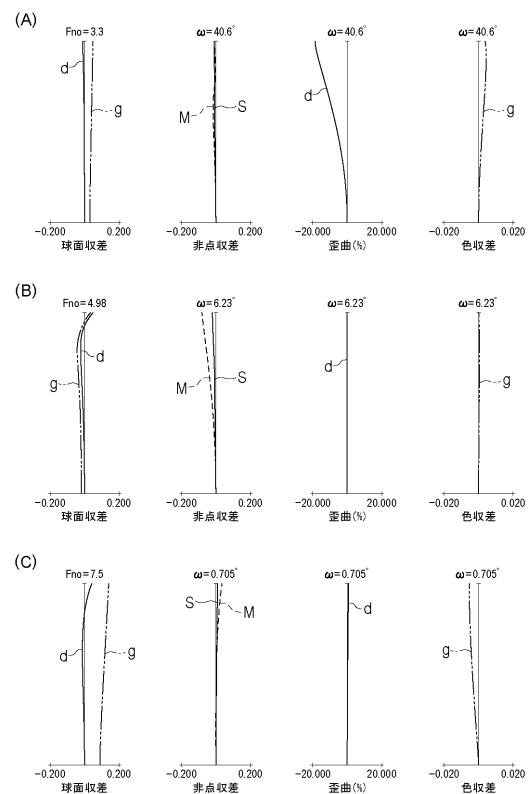 (A)
Fno=3.3 ω=40.6° ω=40.6° ω=40.6°
d g M S d g
-0.200 0.200 -0.200 0.200 -20.000 20.000 -0.020 0.020
球面収差 非点収差 歪曲(%) 色収差
(B)
Fno=4.98 ω=6.23° ω=6.23° ω=6.23°
d g M S d g
-0.200 0.200 -0.200 0.200 -20.000 20.000 -0.020 0.020
球面収差 非点収差 歪曲(%) 色収差
(C)
Fno=7.5 ω=0.705° ω=0.705° ω=0.705°
d g S M d g
-0.200 0.200 -0.200 0.200 -20.000 20.000 -0.020 0.020
球面収差 非点収差 歪曲(%) 色収差